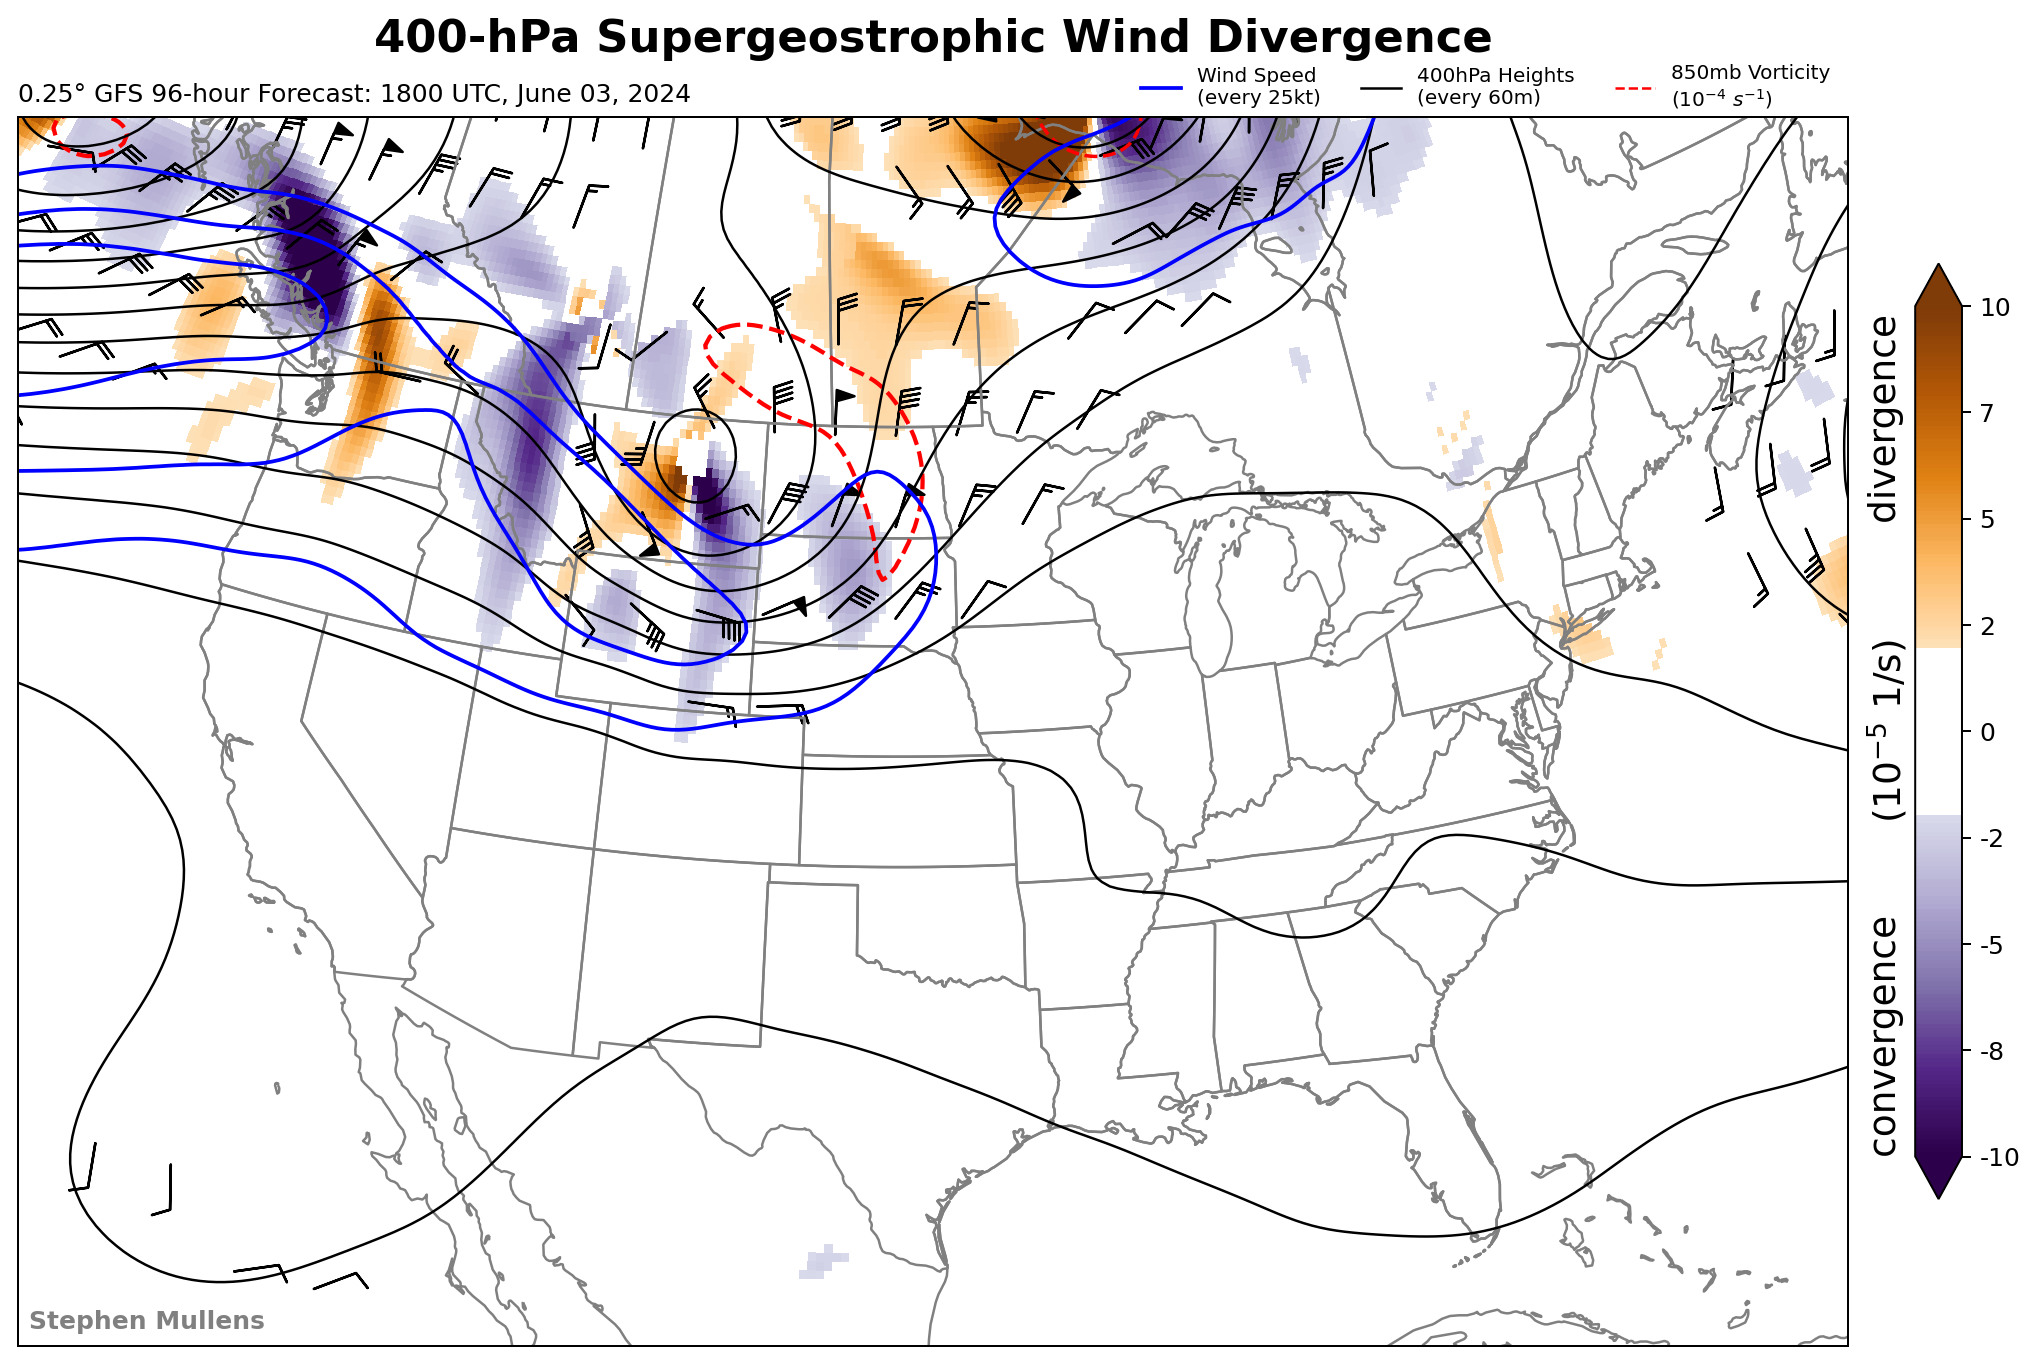 400-hPa Supergeostrophic Wind Divergence
0.25° GFS 96-hour Forecast: 1800 UTC, June 03, 2024
Wind Speed
(every 25kt)
400hPa Heights
(every 60m)
850mb Vorticity
(10⁻⁴ s⁻¹)
10
7
5
2
0
-2
-5
-8
-10
convergence (10⁻⁵ 1/s) divergence
Stephen Mullens